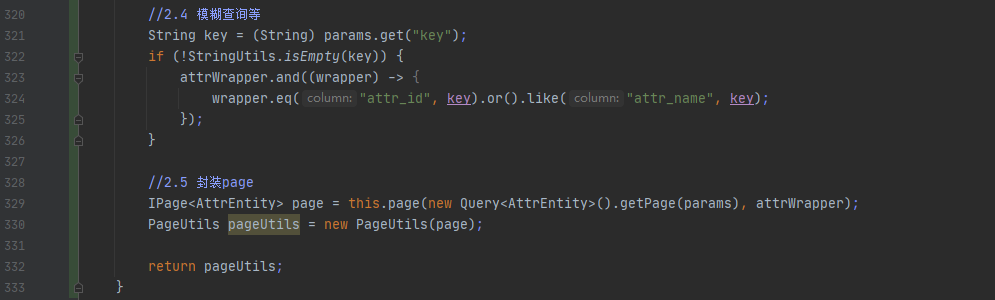 320 //2.4 模糊查询等
321 String key = (String) params.get("key");
322 if (!StringUtils.isEmpty(key)) {
323 attrWrapper.and((wrapper) -> {
324 wrapper.eq( column: "attr_id", key).or().like( column: "attr_name", key);
325 });
326 }
327
328 //2.5 封装page
329 IPage<AttrEntity> page = this.page(new Query<AttrEntity>().getPage(params), attrWrapper);
330 PageUtils pageUtils = new PageUtils(page);
331
332 return pageUtils;
333 }